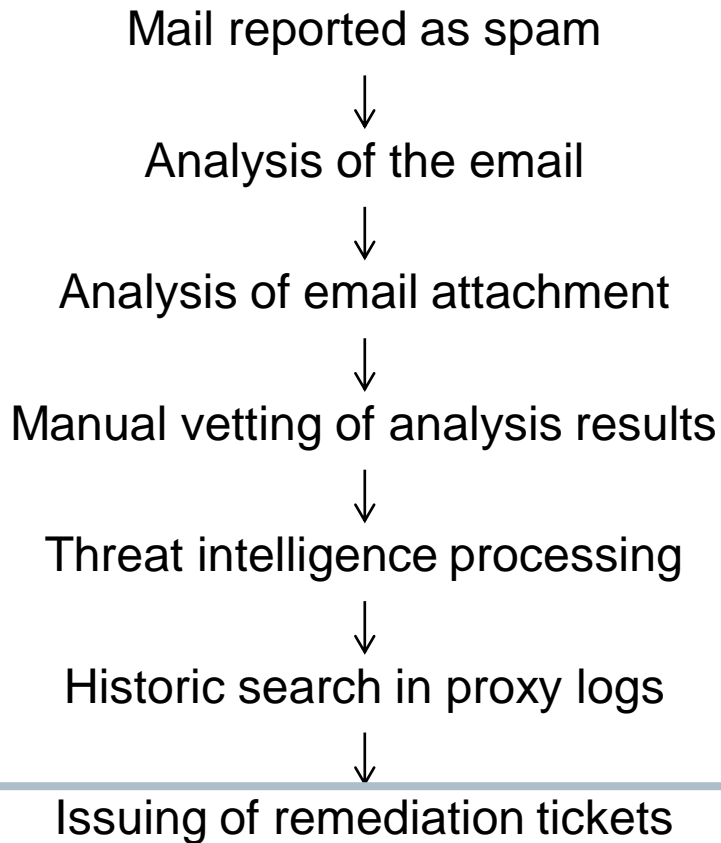 Mail reported as spam
Analysis of the email
Analysis of email attachment
Manual vetting of analysis results
Threat intelligence processing
Historic search in proxy logs
Issuing of remediation tickets